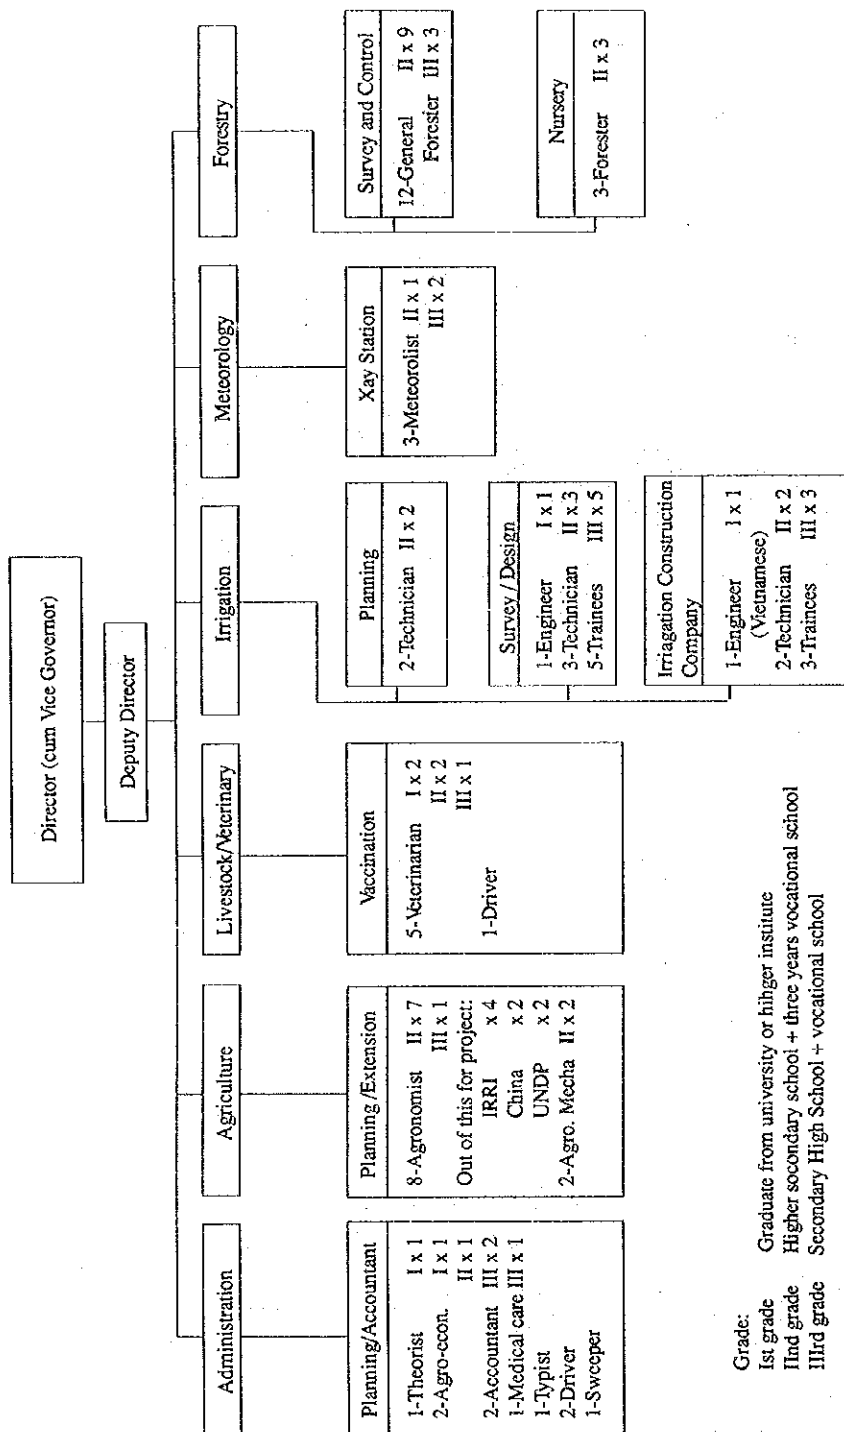 Director (cum Vice Governor)
Deputy Director
Administration
Planning/Accountant
1-Theorist I x 1
2-Agro-econ. I x 1
II x 1
2-Accountant III x 2
1-Medical care III x 1
1-Typist
2-Driver
1-Sweeper
Agriculture
Planning /Extension
8-Agronomist II x 7
III x 1
Out of this for project:
IRRI x 4
China x 2
UNDP x 2
2-Agro. Mecha II x 2
Livestock/Veterinary
Vaccination
5-Veterinarian I x 2
II x 2
III x 1
1-Driver
Irrigation
Planning
2-Technician II x 2
Survey / Design
1-Engineer I x 1
3-Technician II x 3
5-Trainees III x 5
Irriagation Construction
Company
1-Engineer I x 1
(Vietnamese)
2-Technician II x 2
3-Trainees III x 3
Meteorology
Xay Station
3-Meteorolist II x 1
III x 2
Forestry
Survey and Control
12-General II x 9
Forester III x 3
Nursery
3-Forester II x 3
Grade:
Ist grade Graduate from university or hihger institute
IInd grade Higher socondary school + three years vocational school
IIIrd grade Secondary High School + vocational school